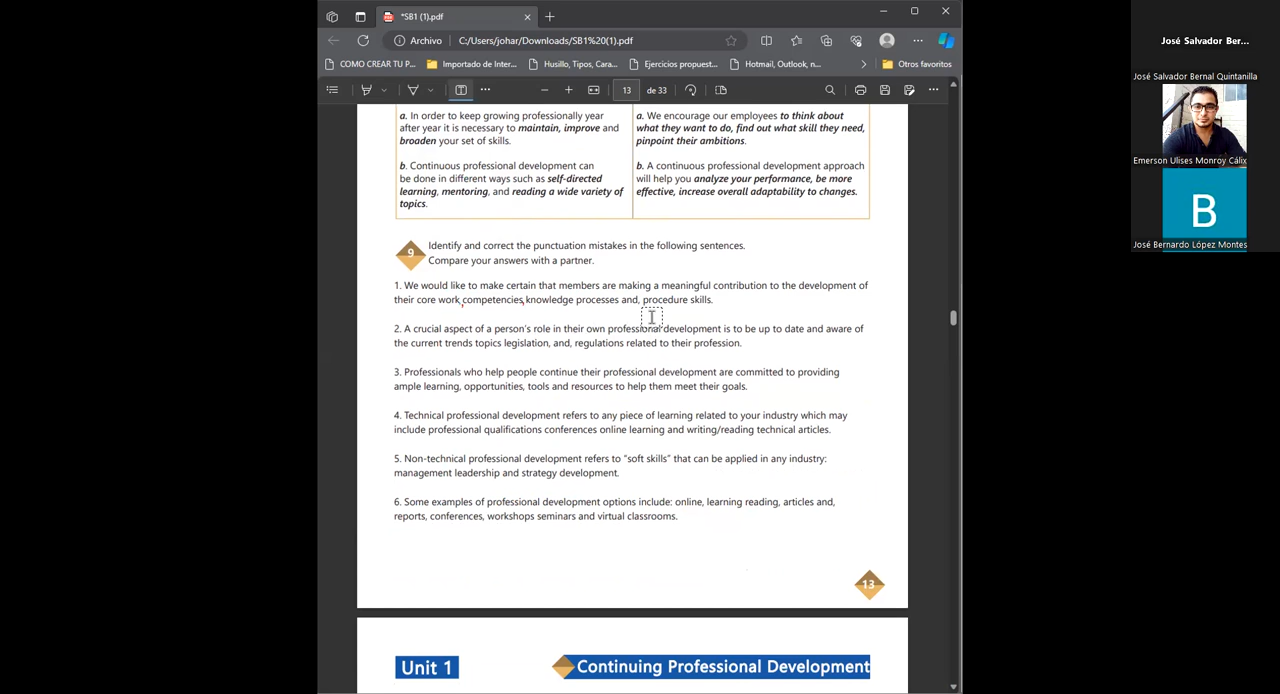 *SB1 (1).pdf
Archivo
C:/Users/johar/Downloads/SB1%20(1).pdf
COMO CREAR TU P...
Importado de Inter...
Husillo, Tipos, Cara...
Ejercicios propuest...
Hotmail, Outlook, n...
Otros favoritos
13 de 33
a. In order to keep growing professionally year
after year it is necessary to maintain, improve and
broaden your set of skills.
b. Continuous professional development can
be done in different ways such as self-directed
learning, mentoring, and reading a wide variety of
topics.
a. We encourage our employees to think about
what they want to do, find out what skill they need,
pinpoint their ambitions.
b. A continuous professional development approach
will help you analyze your performance, be more
effective, increase overall adaptability to changes.
9
Identify and correct the punctuation mistakes in the following sentences.
Compare your answers with a partner.
1. We would like to make certain that members are making a meaningful contribution to the development of
their core work, competencies, knowledge processes and, procedure skills.
2. A crucial aspect of a person's role in their own professional development is to be up to date and aware of
the current trends topics legislation, and, regulations related to their profession.
3. Professionals who help people continue their professional development are committed to providing
ample learning, opportunities, tools and resources to help them meet their goals.
4. Technical professional development refers to any piece of learning related to your industry which may
include professional qualifications conferences online learning and writing/reading technical articles.
5. Non-technical professional development refers to "soft skills" that can be applied in any industry:
management leadership and strategy development.
6. Some examples of professional development options include: online, learning reading, articles and,
reports, conferences, workshops seminars and virtual classrooms.
13
Unit 1
Continuing Professional Development
José Salvador Ber...
José Salvador Bernal Quintanilla
Emerson Ulises Monroy Cálix
B
José Bernardo López Montes